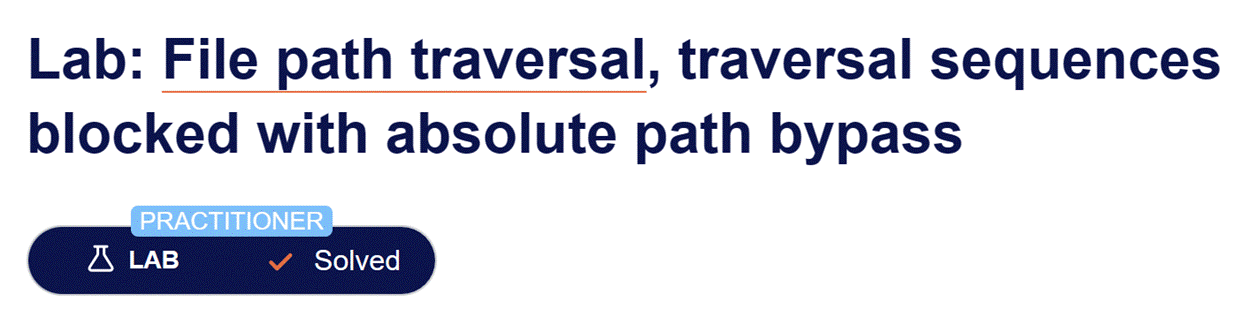 Lab: File path traversal, traversal sequences
blocked with absolute path bypass
PRACTITIONER
LAB Solved